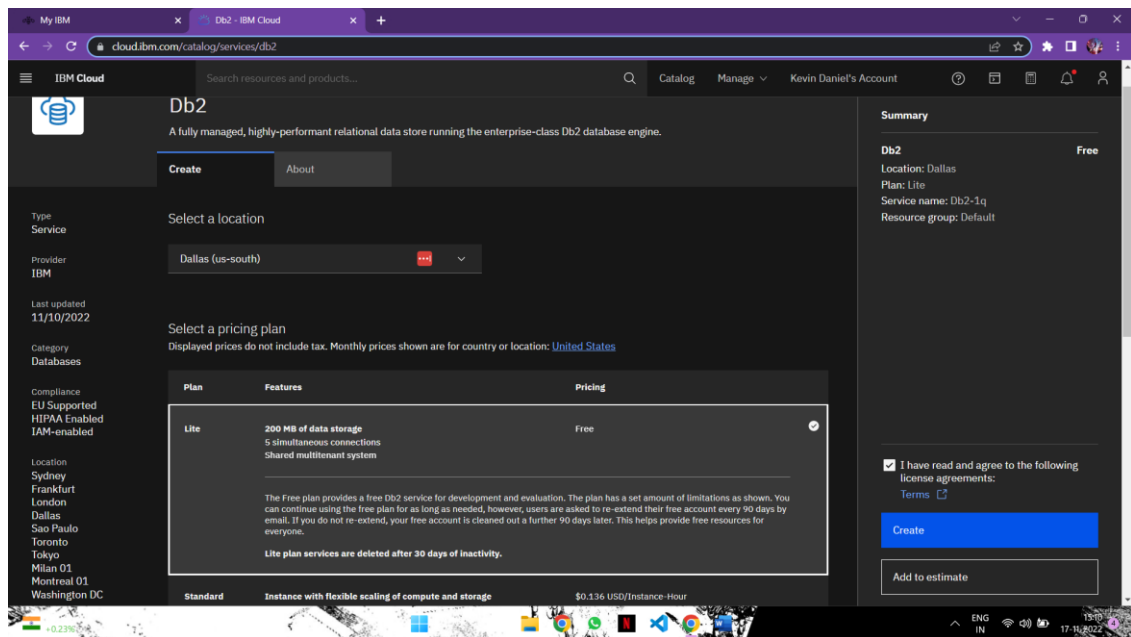 My IBM
Db2 - IBM Cloud
cloud.ibm.com/catalog/services/db2
IBM Cloud
Search resources and products...
Catalog
Manage
Kevin Daniel's Account
Db2
A fully managed, highly-performant relational data store running the enterprise-class Db2 database engine.
Create
About
Type
Service
Provider
IBM
Last updated
11/10/2022
Category
Databases
Compliance
EU Supported
HIPAA Enabled
IAM-enabled
Location
Sydney
Frankfurt
London
Dallas
Sao Paulo
Toronto
Tokyo
Milan 01
Montreal 01
Washington DC
Select a location
Dallas (us-south)
Select a pricing plan
Displayed prices do not include tax. Monthly prices shown are for country or location: United States
Plan Features Pricing
Lite 200 MB of data storage Free
5 simultaneous connections
Shared multitenant system
The Free plan provides a free Db2 service for development and evaluation. The plan has a set amount of limitations as shown. You
can continue using the free plan for as long as needed, however, users are asked to re-extend their free account every 90 days by
email. If you do not re-extend, your free account is cleaned out a further 90 days later. This helps provide free resources for
everyone.
Lite plan services are deleted after 30 days of inactivity.
Standard Instance with flexible scaling of compute and storage $0.136 USD/Instance-Hour
Summary
Db2 Free
Location: Dallas
Plan: Lite
Service name: Db2-1q
Resource group: Default
I have read and agree to the following
license agreements:
Terms
Create
Add to estimate
+0.23%
ENG
IN
15:10
17-11-2022